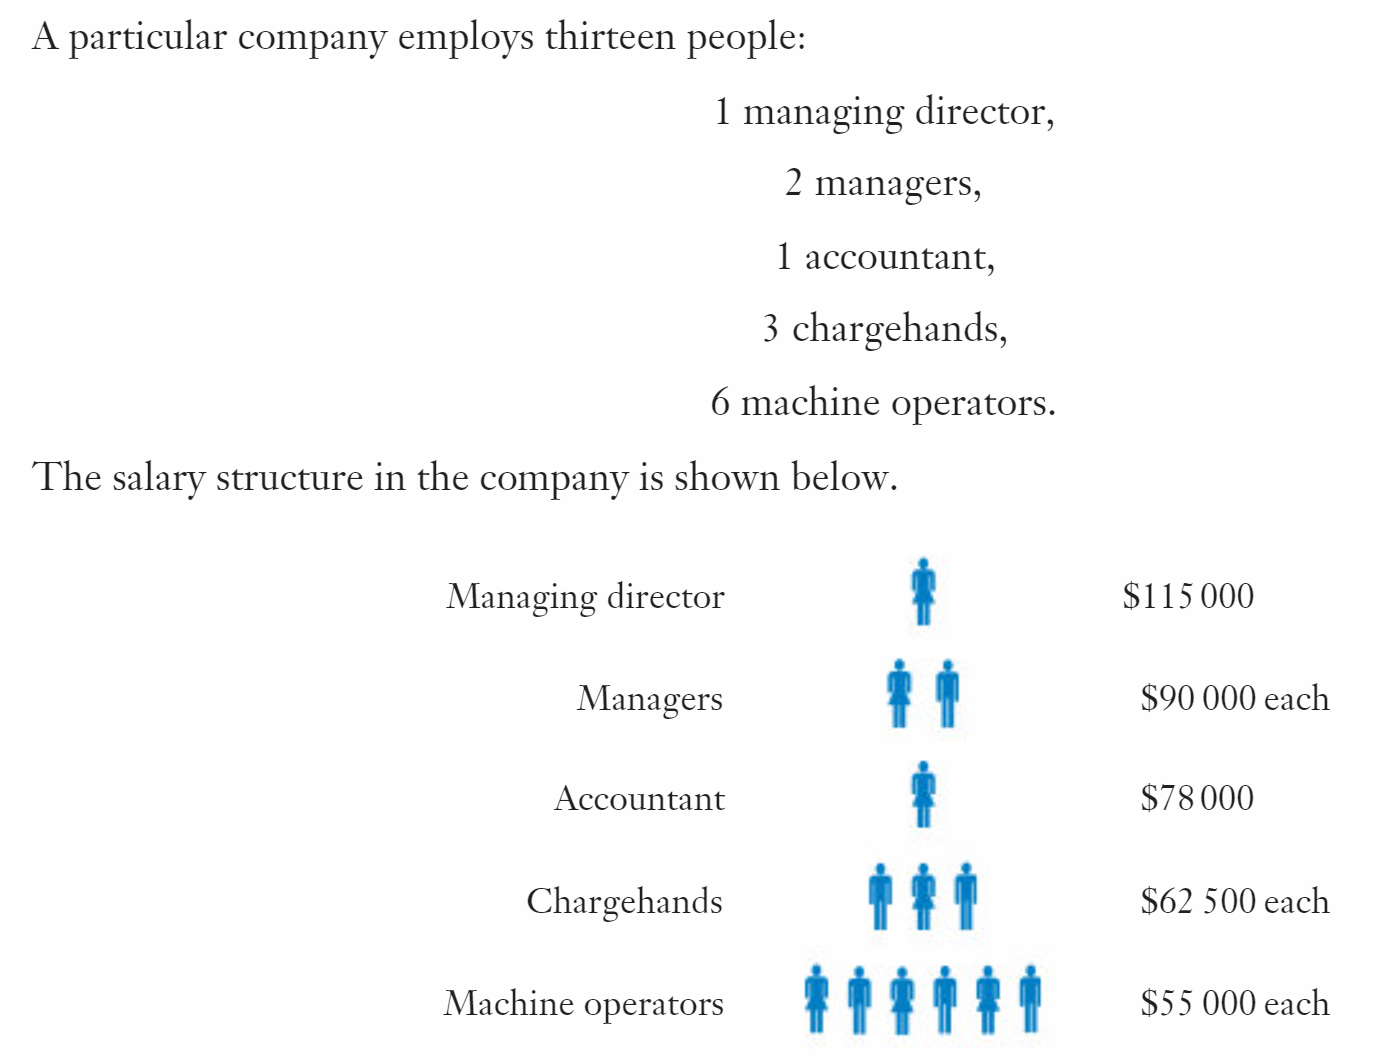 A particular company employs thirteen people:
1 managing director,
2 managers,
1 accountant,
3 chargehands,
6 machine operators.
The salary structure in the company is shown below.
Managing director $115 000
Managers $90 000 each
Accountant $78 000
Chargehands $62 500 each
Machine operators $55 000 each